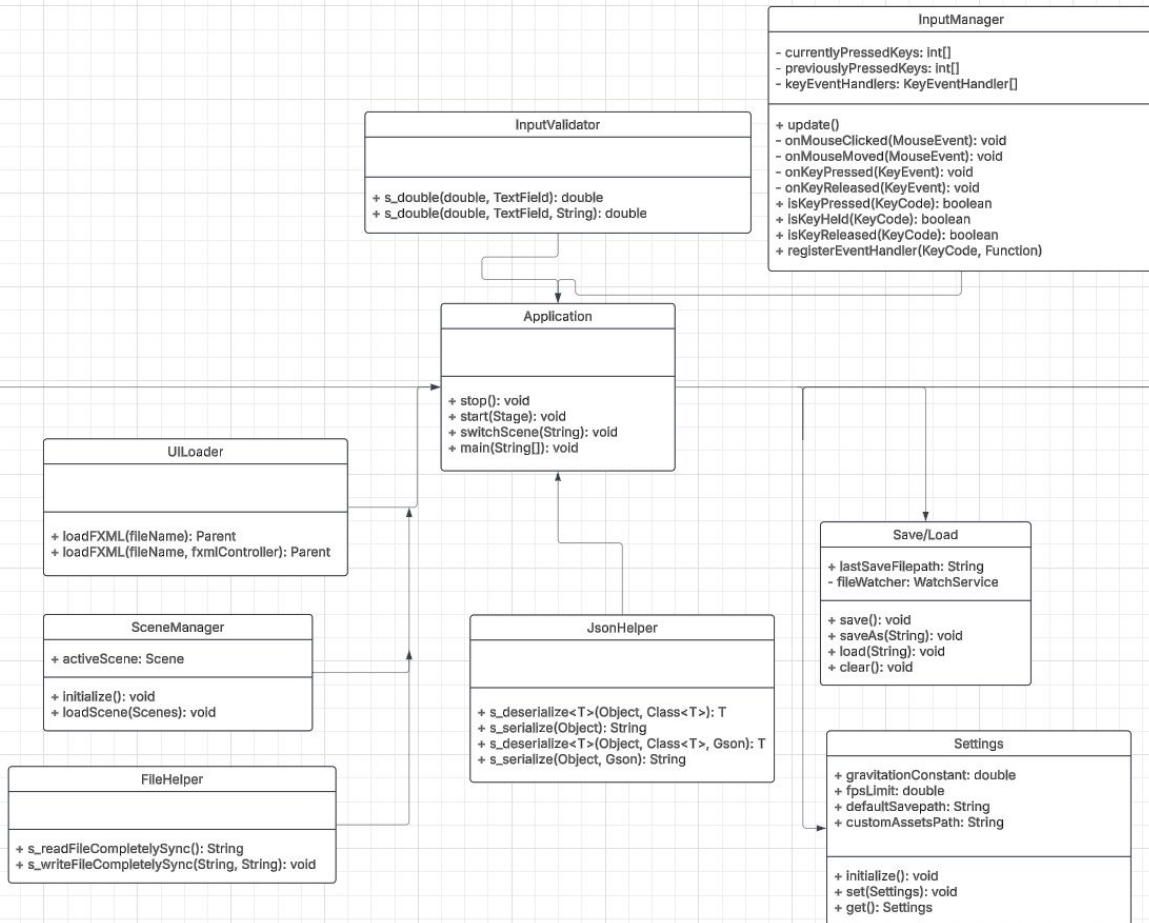 InputManager
- currentlyPressedKeys: int[]
- previouslyPressedKeys: int[]
- keyEventHandlers: KeyEventHandler[]
+ update()
- onMouseClicked(MouseEvent): void
- onMouseMoved(MouseEvent): void
- onKeyPressed(KeyEvent): void
- onKeyReleased(KeyEvent): void
+ isKeyPressed(KeyCode): boolean
+ isKeyHeld(KeyCode): boolean
+ isKeyReleased(KeyCode): boolean
+ registerEventHandler(KeyCode, Function)
InputValidator
+ s_double(double, TextField): double
+ s_double(double, TextField, String): double
Application
+ stop(): void
+ start(Stage): void
+ switchScene(String): void
+ main(String[]): void
UILoader
+ loadFXML(fileName): Parent
+ loadFXML(fileName, fxmlController): Parent
SceneManager
+ activeScene: Scene
+ initialize(): void
+ loadScene(Scenes): void
FileHelper
+ s_readFileCompletelySync(): String
+ s_writeFileCompletelySync(String, String): void
JsonHelper
+ s_deserialize<T>(Object, Class<T>): T
+ s_serialize(Object): String
+ s_deserialize<T>(Object, Class<T>, Gson): T
+ s_serialize(Object, Gson): String
Save/Load
+ lastSaveFilepath: String
- fileWatcher: WatchService
+ save(): void
+ saveAs(String): void
+ load(String): void
+ clear(): void
Settings
+ gravitationConstant: double
+ fpsLimit: double
+ defaultSavepath: String
+ customAssetsPath: String
+ initialize(): void
+ set(Settings): void
+ get(): Settings